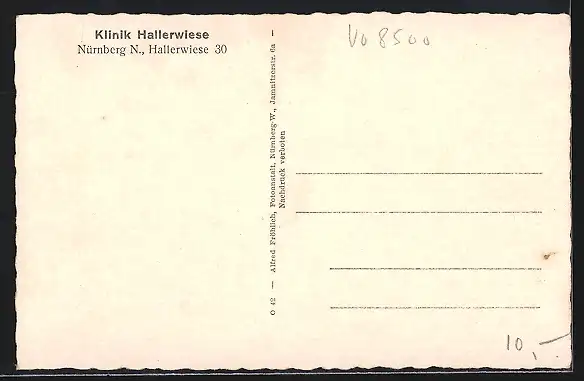 Klinik Hallerwiese
Nürnberg N., Hallerwiese 30
Vo 8500
O 42 — Alfred Fröhlich, Fotoanstalt, Nürnberg-W., Jamnitzerstr. 6a —
Nachdruck verboten
10,-